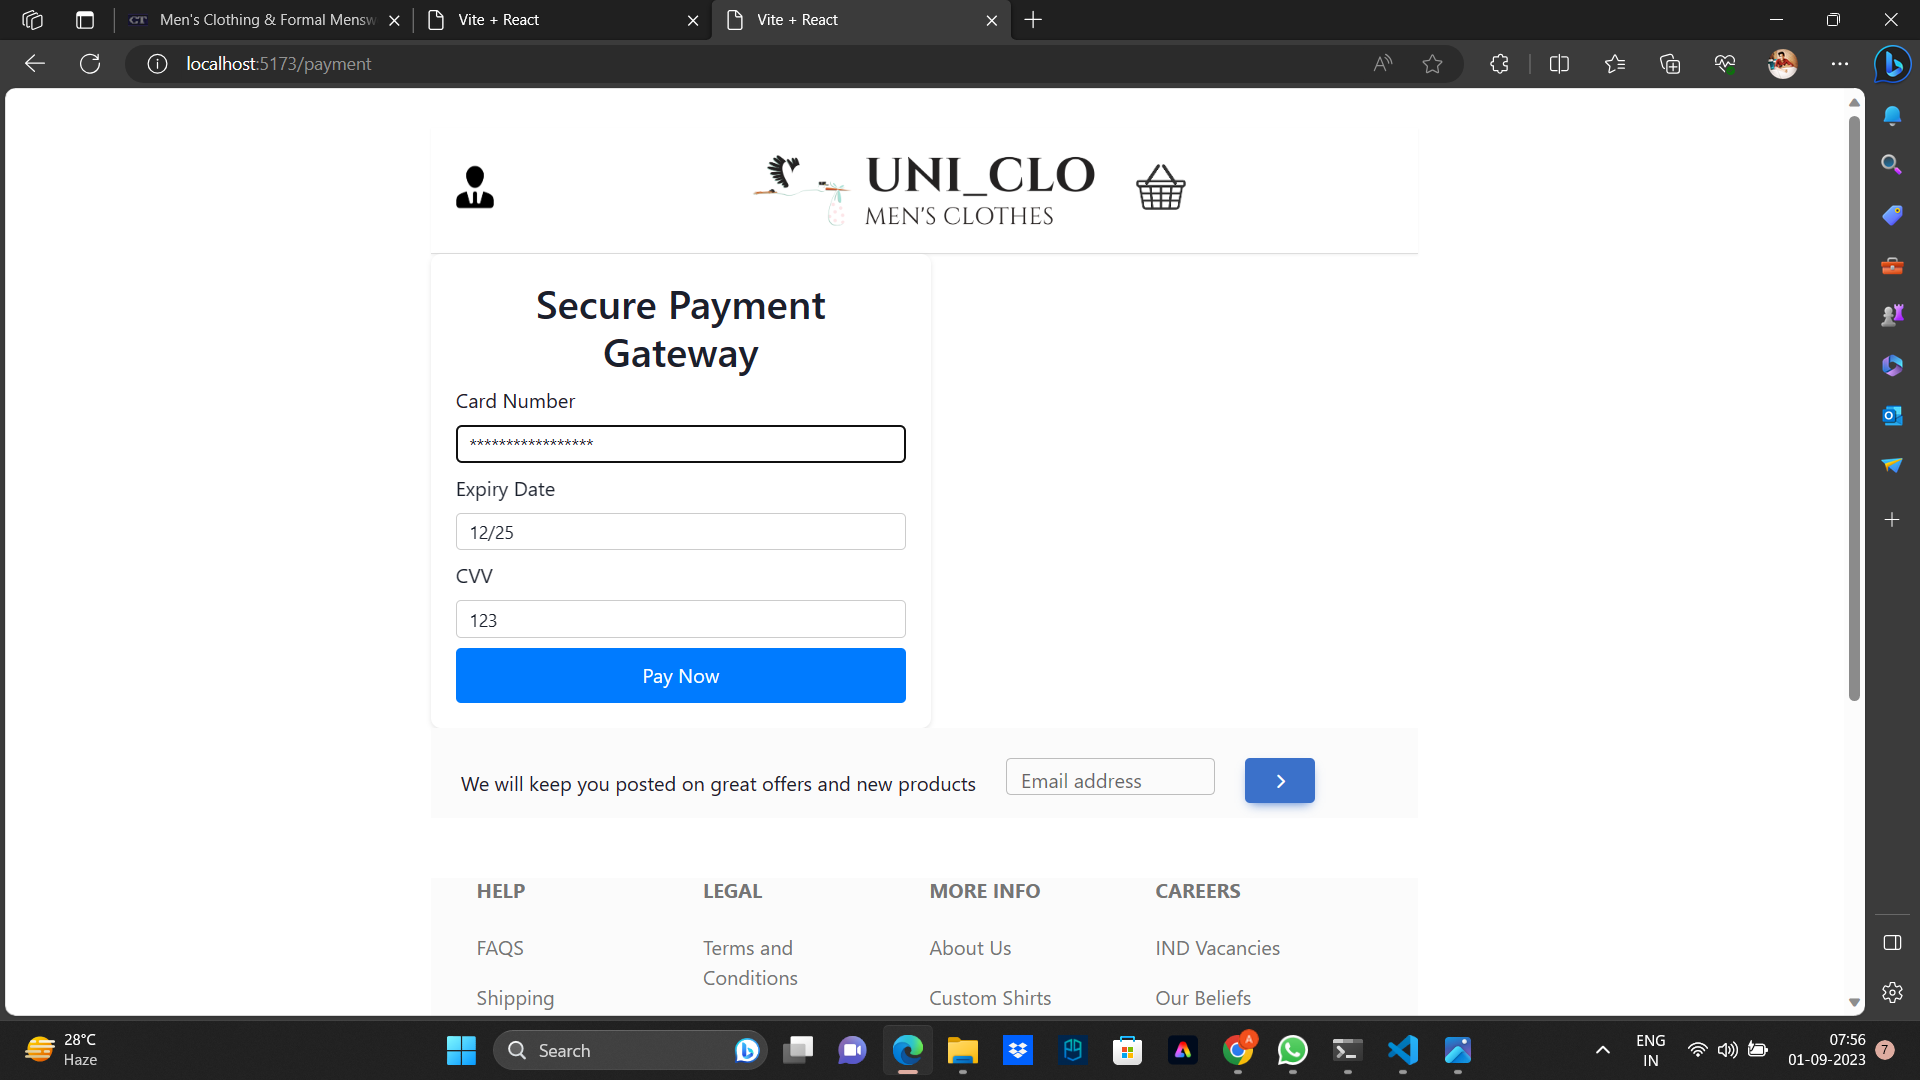 CT Men's Clothing & Formal Mensw
Vite + React
Vite + React
localhost:5173/payment
UNI_CLO
MEN'S CLOTHES
Secure Payment
Gateway
Card Number
*****************
Expiry Date
12/25
CVV
123
Pay Now
We will keep you posted on great offers and new products
Email address
HELP
LEGAL
MORE INFO
CAREERS
FAQS
Terms and
Conditions
About Us
IND Vacancies
Shipping
Custom Shirts
Our Beliefs
28°C
Haze
Search
A
ENG
IN
07:56
01-09-2023
7